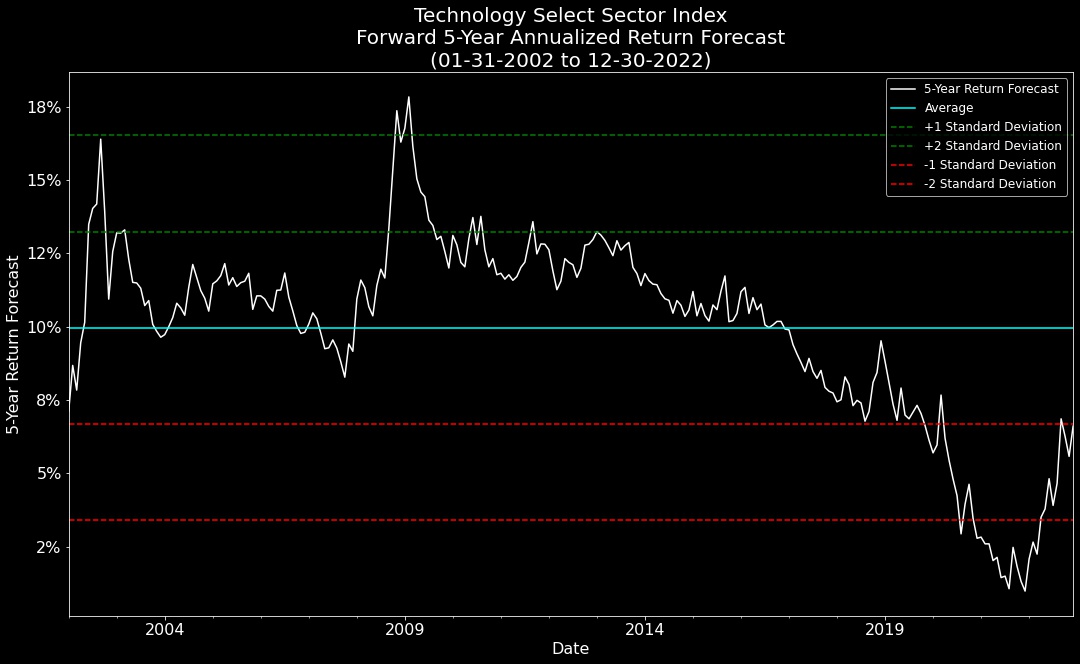 Technology Select Sector Index
Forward 5-Year Annualized Return Forecast
(01-31-2002 to 12-30-2022)
5-Year Return Forecast
Average
+1 Standard Deviation
+2 Standard Deviation
-1 Standard Deviation
-2 Standard Deviation
18%
15%
12%
10%
8%
5%
2%
5-Year Return Forecast
2004
2009
2014
2019
Date